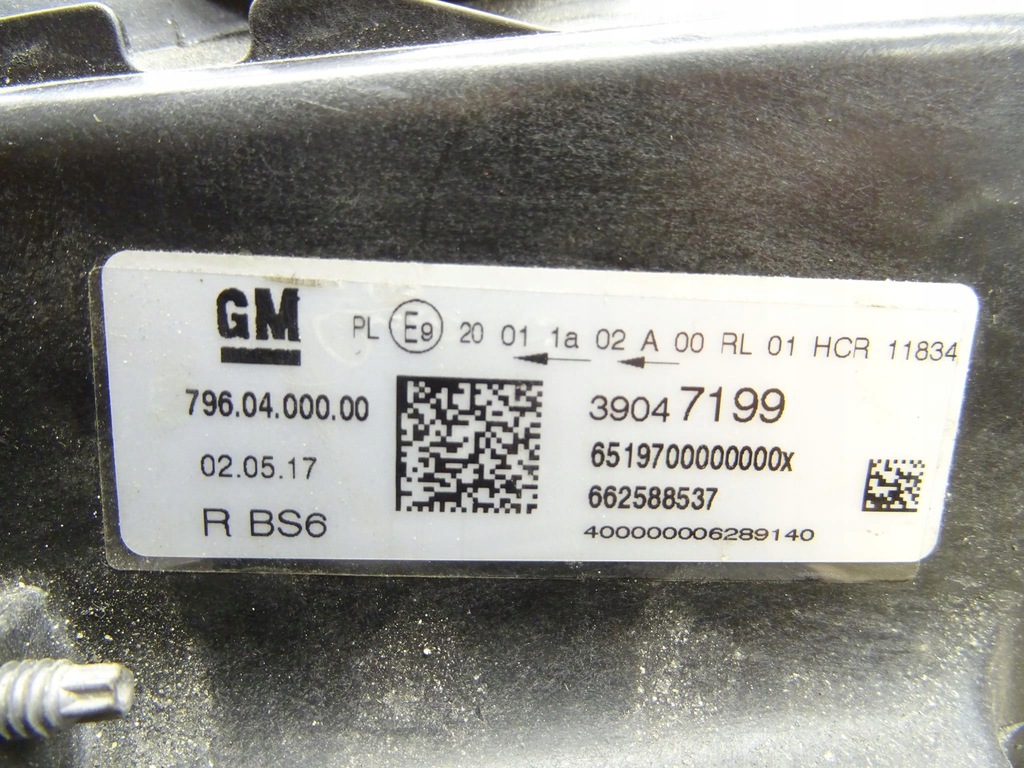 GM
PL E9 20 01 1a 02 A 00 RL 01 HCR 11834
796.04.000.00
39047199
02.05.17
6519700000000x
662588537
R BS6
400000006289140